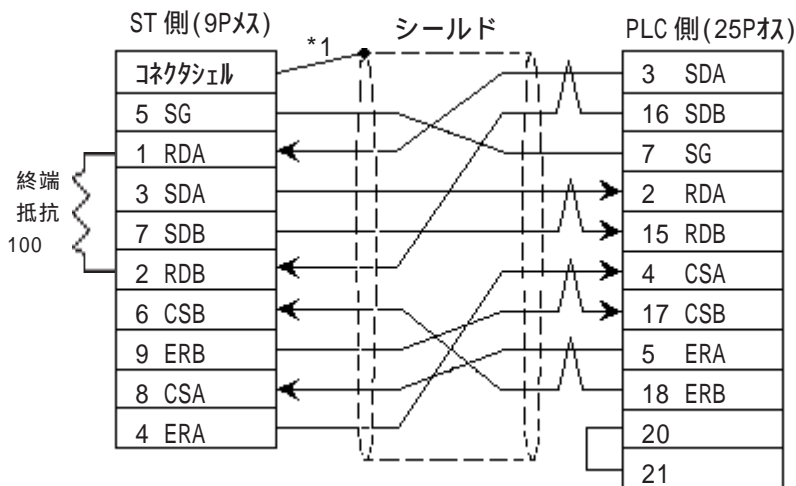 ST 側(9Pメス)
*1
シールド
PLC 側(25Pオス)
コネクタシェル
5 SG
1 RDA
3 SDA
7 SDB
2 RDB
6 CSB
9 ERB
8 CSA
4 ERA
終端
抵抗
100
3 SDA
16 SDB
7 SG
2 RDA
15 RDB
4 CSA
17 CSB
5 ERA
18 ERB
20
21